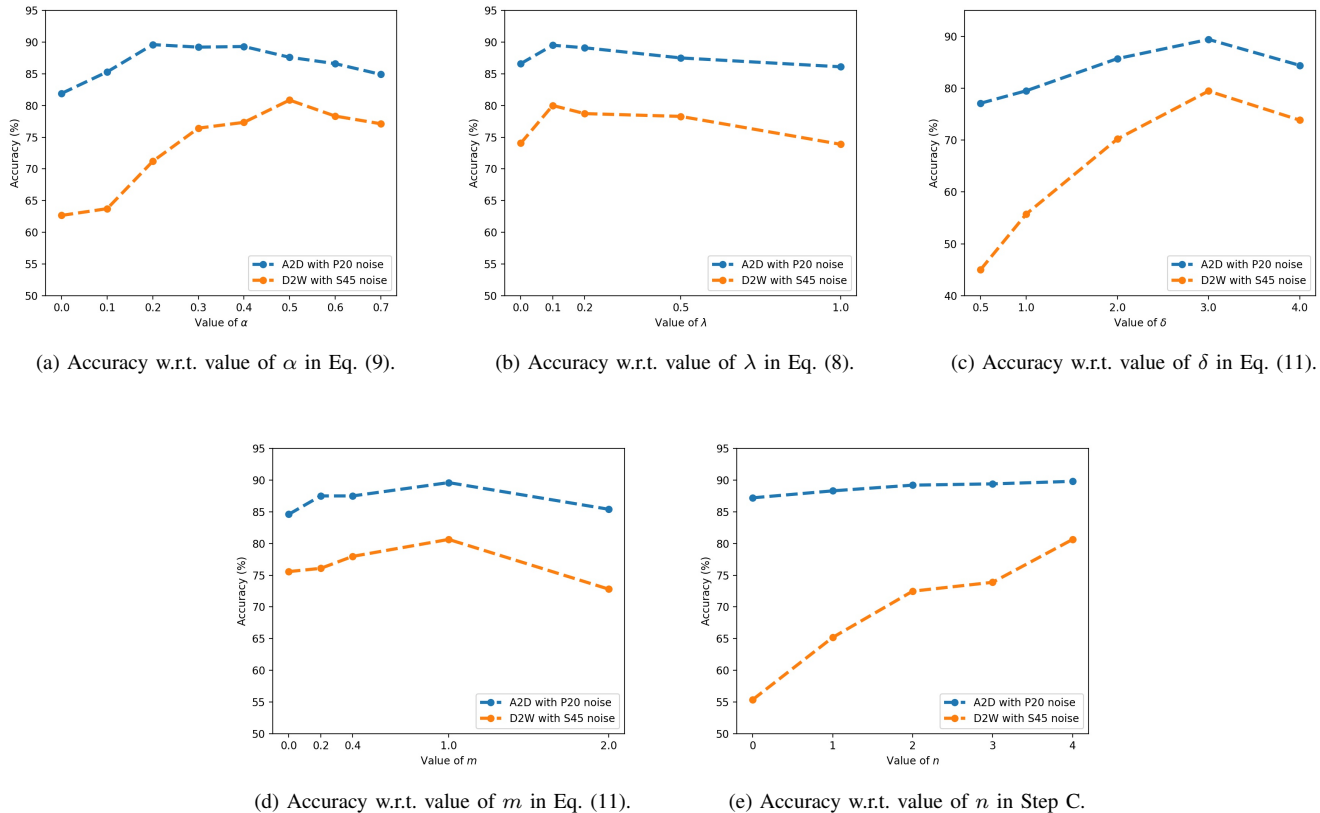 95
90
85
80
75
70
65
60
55
50
Accuracy (%)
0.0 0.1 0.2 0.3 0.4 0.5 0.6 0.7
Value of α
A2D with P20 noise
D2W with S45 noise
(a) Accuracy w.r.t. value of α in Eq. (9).
95
90
85
80
75
70
65
60
55
50
Accuracy (%)
0.0 0.1 0.2 0.5 1.0
Value of λ
A2D with P20 noise
D2W with S45 noise
(b) Accuracy w.r.t. value of λ in Eq. (8).
90
80
70
60
50
40
Accuracy (%)
0.5 1.0 2.0 3.0 4.0
Value of δ
A2D with P20 noise
D2W with S45 noise
(c) Accuracy w.r.t. value of δ in Eq. (11).
95
90
85
80
75
70
65
60
55
50
Accuracy (%)
0.0 0.2 0.4 1.0 2.0
Value of m
A2D with P20 noise
D2W with S45 noise
(d) Accuracy w.r.t. value of m in Eq. (11).
95
90
85
80
75
70
65
60
55
50
Accuracy (%)
0 1 2 3 4
Value of n
A2D with P20 noise
D2W with S45 noise
(e) Accuracy w.r.t. value of n in Step C.